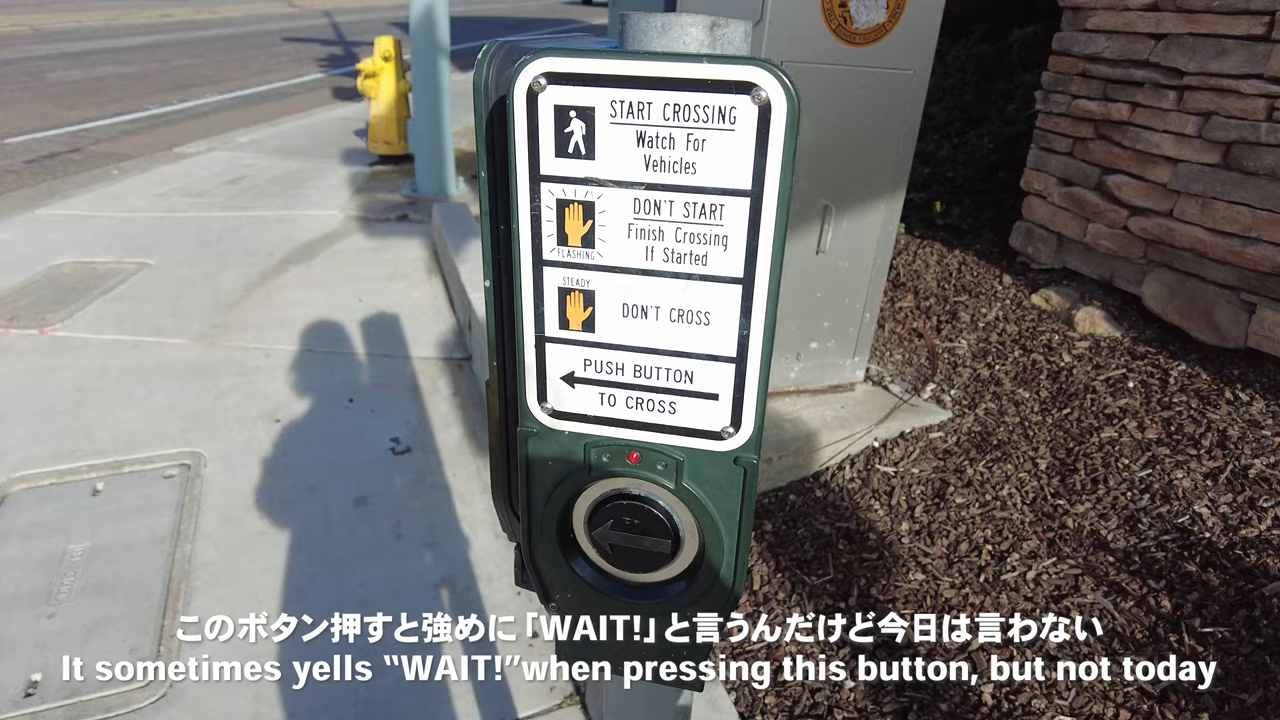 START CROSSING
Watch For
Vehicles
DON'T START
Finish Crossing
If Started
FLASHING
STEADY
DON'T CROSS
PUSH BUTTON
TO CROSS
このボタン押すと強めに「WAIT!」と言うんだけど今日は言わない
It sometimes yells “WAIT!”when pressing this button, but not today